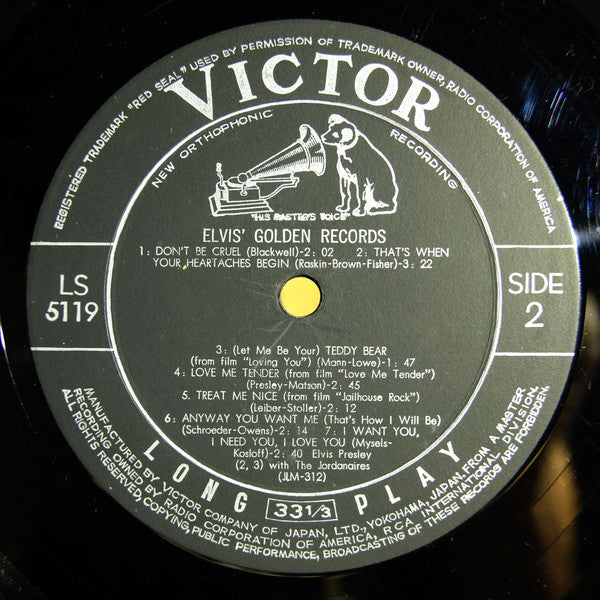 REGISTERED TRADEMARK "RED SEAL" USED BY PERMISSION OF TRADEMARK OWNER, RADIO CORPORATION OF AMERICA
VICTOR
NEW ORTHOPHONIC RECORDING
"HIS MASTER'S VOICE"
ELVIS' GOLDEN RECORDS
1: DON'T BE CRUEL (Blackwell)-2: 02 2: THAT'S WHEN
YOUR HEARTACHES BEGIN (Raskin-Brown-Fisher)-3: 22
LS
5119
SIDE
2
3: (Let Me Be Your) TEDDY BEAR
(from film "Loving You") (Mann-Lowe)-1: 47
4: LOVE ME TENDER (from film "Love Me Tender")
(Presley-Matson)-2: 45
5: TREAT ME NICE (from film "Jailhouse Rock")
(Leiber-Stoller)-2: 12
6: ANYWAY YOU WANT ME (That's How I Will Be)
(Schroeder-Owens)-2: 14 7: I WANT YOU,
I NEED YOU, I LOVE YOU (Mysels-
Kosloff)-2: 40 Elvis Presley
(2, 3) with The Jordanaires
(JLM-312)
LONG 33 1/3 PLAY
MANUFACTURED BY VICTOR COMPANY OF JAPAN, LTD., YOKOHAMA, JAPAN, FROM A MASTER
RECORDING OWNED BY RADIO CORPORATION OF AMERICA, RCA INTERNATIONAL DIVISION.
ALL RIGHTS RESERVED, COPYING, PUBLIC PERFORMANCE, BROADCASTING OF THESE RECORDS ARE FORBIDDEN.